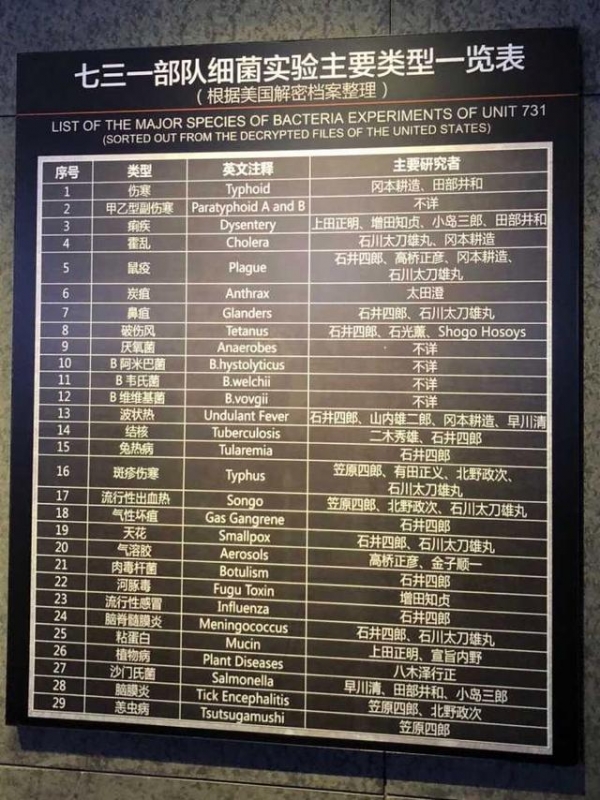 七三一部队细菌实验主要类型一览表
（根据美国解密档案整理）
LIST OF THE MAJOR SPECIES OF BACTERIA EXPERIMENTS OF UNIT 731
(SORTED OUT FROM THE DECRYPTED FILES OF THE UNITED STATES)
序号 类型 英文注释 主要研究者
1 伤寒 Typhoid 冈本耕造、田部井和
2 甲乙型副伤寒 Paratyphoid A and B 不详
3 痢疾 Dysentery 上田正明、增田知贞、小岛三郎、田部井和
4 霍乱 Cholera 石川太刀雄丸、冈本耕造
5 鼠疫 Plague 石井四郎、高桥正彦、冈本耕造、
石川太刀雄丸
6 炭疽 Anthrax 太田澄
7 鼻疽 Glanders 石井四郎、石川太刀雄丸
8 破伤风 Tetanus 石井四郎、石光薰、Shogo Hosoys
9 厌氧菌 Anaerobes 不详
10 B 阿米巴菌 B.hystolyticus 不详
11 B 韦氏菌 B.welchii 不详
12 B 维维基菌 B.vovgii 不详
13 波状热 Undulant Fever 石井四郎、山内雄二郎、冈本耕造、早川清
14 结核 Tuberculosis 二木秀雄、石井四郎
15 兔热病 Tularemia 石井四郎
16 斑疹伤寒 Typhus 笠原四郎、有田正义、北野政次、
石川太刀雄丸
17 流行性出血热 Songo 笠原四郎、北野政次、石川太刀雄丸
18 气性坏疽 Gas Gangrene 石井四郎
19 天花 Smallpox 石井四郎、石川太刀雄丸
20 气溶胶 Aerosols 高桥正彦、金子顺一
21 肉毒杆菌 Botulism 石井四郎
22 河豚毒 Fugu Toxin 增田知贞
23 流行性感冒 Influenza 石井四郎
24 脑脊髓膜炎 Meningococcus 石井四郎、石川太刀雄丸
25 粘蛋白 Mucin 上田正明、宣旨内野
26 植物病 Plant Diseases 八木泽行正
27 沙门氏菌 Salmonella 早川清、田部井和、小岛三郎
28 脑膜炎 Tick Encephalitis 笠原四郎、北野政次
29 恙虫病 Tsutsugamushi 笠原四郎